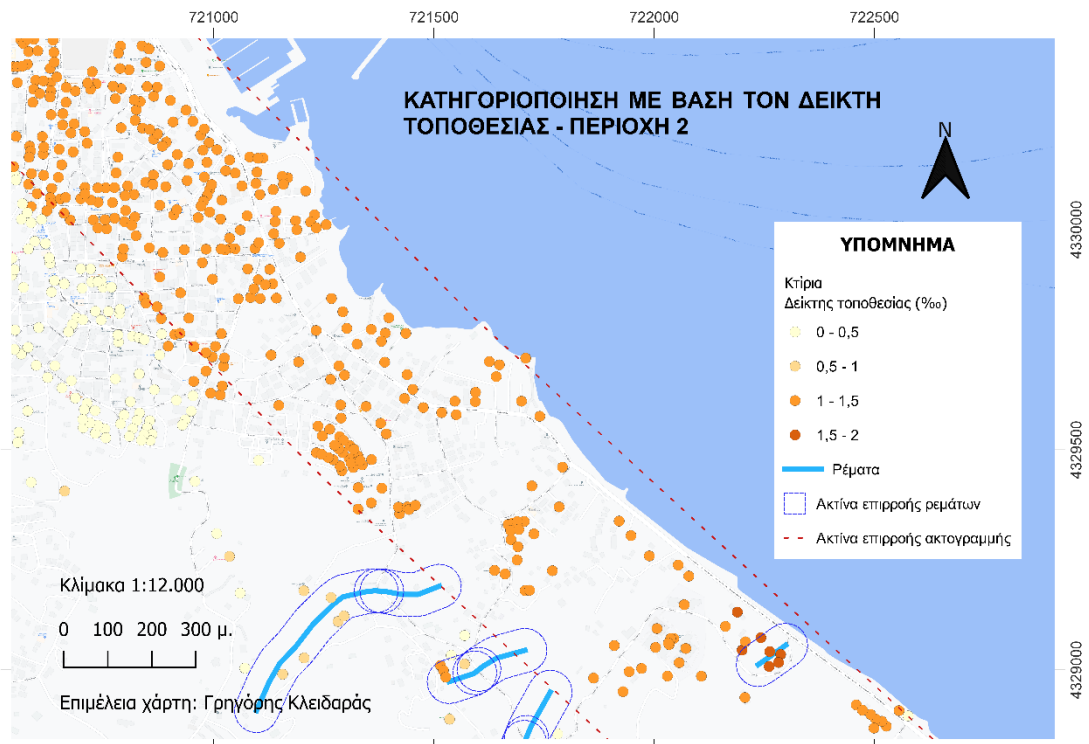 721000
721500
722000
722500
ΚΑΤΗΓΟΡΙΟΠΟΙΗΣΗ ΜΕ ΒΑΣΗ ΤΟΝ ΔΕΙΚΤΗ
ΤΟΠΟΘΕΣΙΑΣ - ΠΕΡΙΟΧΗ 2
N
4330000
4329500
4329000
ΥΠΟΜΝΗΜΑ
Κτίρια
Δείκτης τοποθεσίας (‰)
0 - 0,5
0,5 - 1
1 - 1,5
1,5 - 2
Ρέματα
Ακτίνα επιρροής ρεμάτων
Ακτίνα επιρροής ακτογραμμής
Κλίμακα 1:12.000
0 100 200 300 μ.
Επιμέλεια χάρτη: Γρηγόρης Κλειδαράς